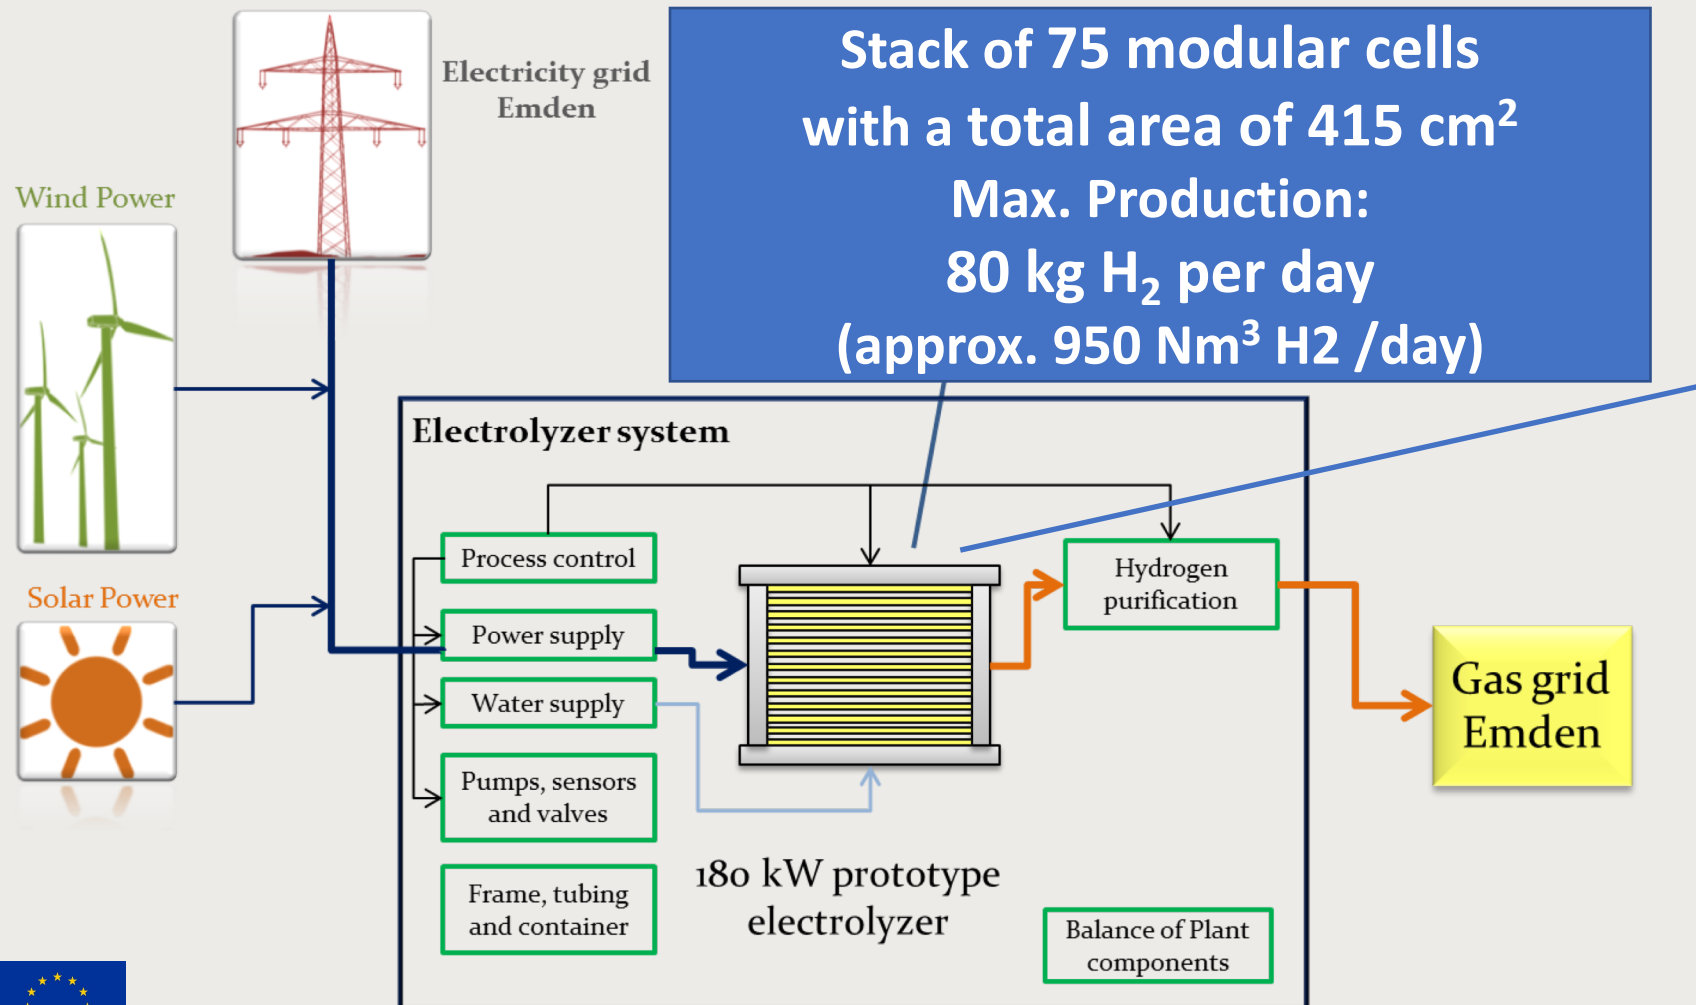 Electricity grid
Emden
Stack of 75 modular cells
with a total area of 415 cm²
Max. Production:
80 kg H₂ per day
(approx. 950 Nm³ H2 /day)
Wind Power
Solar Power
Electrolyzer system
Process control
Power supply
Water supply
Pumps, sensors
and valves
Frame, tubing
and container
180 kW prototype
electrolyzer
Hydrogen
purification
Balance of Plant
components
Gas grid
Emden